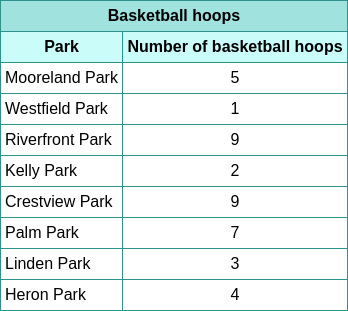 Basketball hoops
Park Number of basketball hoops
Mooreland Park 5
Westfield Park 1
Riverfront Park 9
Kelly Park 2
Crestview Park 9
Palm Park 7
Linden Park 3
Heron Park 4